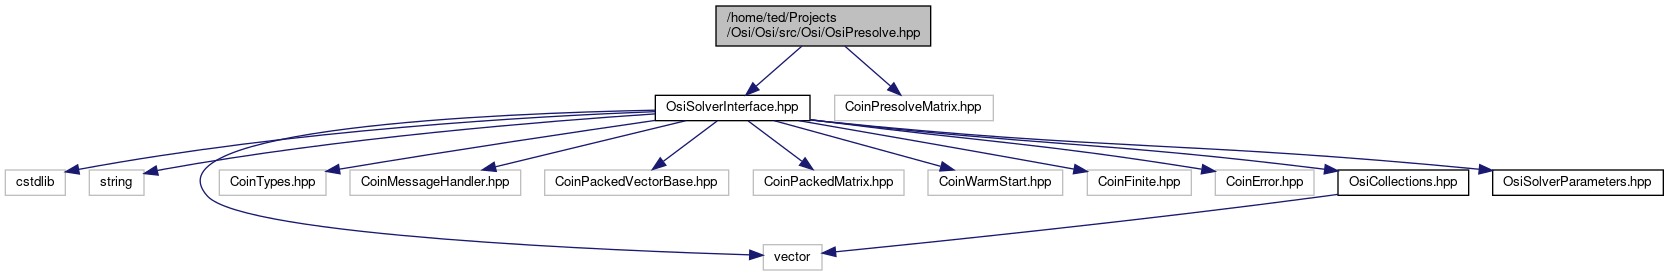 /home/ted/Projects
/Osi/Osi/src/Osi/OsiPresolve.hpp
OsiSolverInterface.hpp
CoinPresolveMatrix.hpp
cstdlib
string
CoinTypes.hpp
CoinMessageHandler.hpp
CoinPackedVectorBase.hpp
CoinPackedMatrix.hpp
CoinWarmStart.hpp
CoinFinite.hpp
CoinError.hpp
OsiCollections.hpp
OsiSolverParameters.hpp
vector